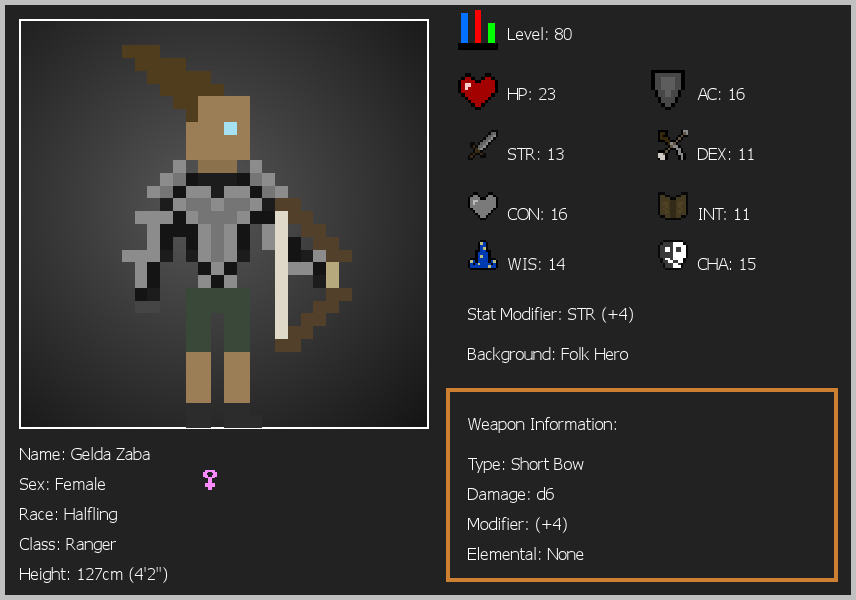 Level: 80
HP: 23
AC: 16
STR: 13
DEX: 11
CON: 16
INT: 11
WIS: 14
CHA: 15
Stat Modifier: STR (+4)
Background: Folk Hero
Weapon Information:
Type: Short Bow
Damage: d6
Modifier: (+4)
Elemental: None
Name: Gelda Zaba
Sex: Female
Race: Halfling
Class: Ranger
Height: 127cm (4'2")